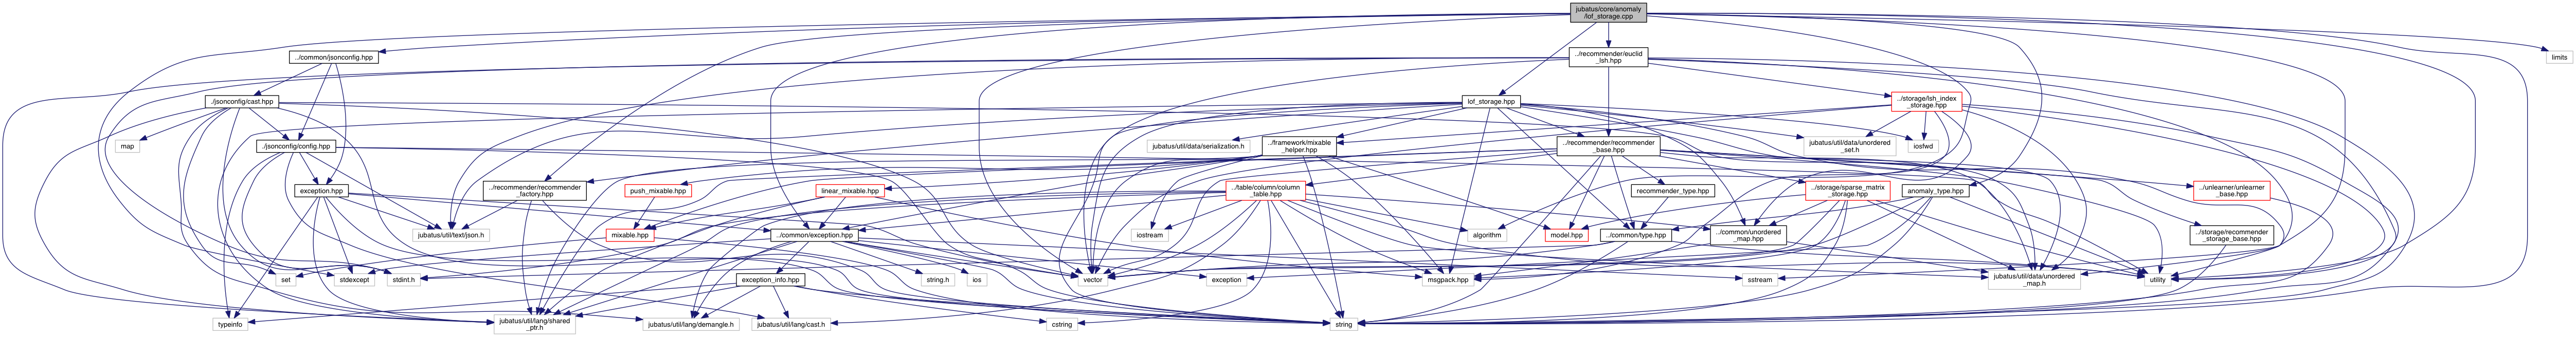 jubatus/core/anomaly
/lof_storage.cpp
../common/jsonconfig.hpp
../recommender/euclid
_lsh.hpp
limits
./jsonconfig/cast.hpp
lof_storage.hpp
../storage/lsh_index
_storage.hpp
map
./jsonconfig/config.hpp
jubatus/util/data/serialization.h
../framework/mixable
_helper.hpp
../recommender/recommender
_base.hpp
jubatus/util/data/unordered
_set.h
iosfwd
exception.hpp
../recommender/recommender
_factory.hpp
push_mixable.hpp
linear_mixable.hpp
../table/column/column
_table.hpp
recommender_type.hpp
../storage/sparse_matrix
_storage.hpp
anomaly_type.hpp
../unlearner/unlearner
_base.hpp
jubatus/util/text/json.h
mixable.hpp
../common/exception.hpp
iostream
algorithm
model.hpp
../common/type.hpp
../common/unordered
_map.hpp
../storage/recommender
_storage_base.hpp
set
stdexcept
stdint.h
exception_info.hpp
string.h
ios
vector
exception
msgpack.hpp
sstream
jubatus/util/data/unordered
_map.h
utility
typeinfo
jubatus/util/lang/shared
_ptr.h
jubatus/util/lang/demangle.h
jubatus/util/lang/cast.h
cstring
string